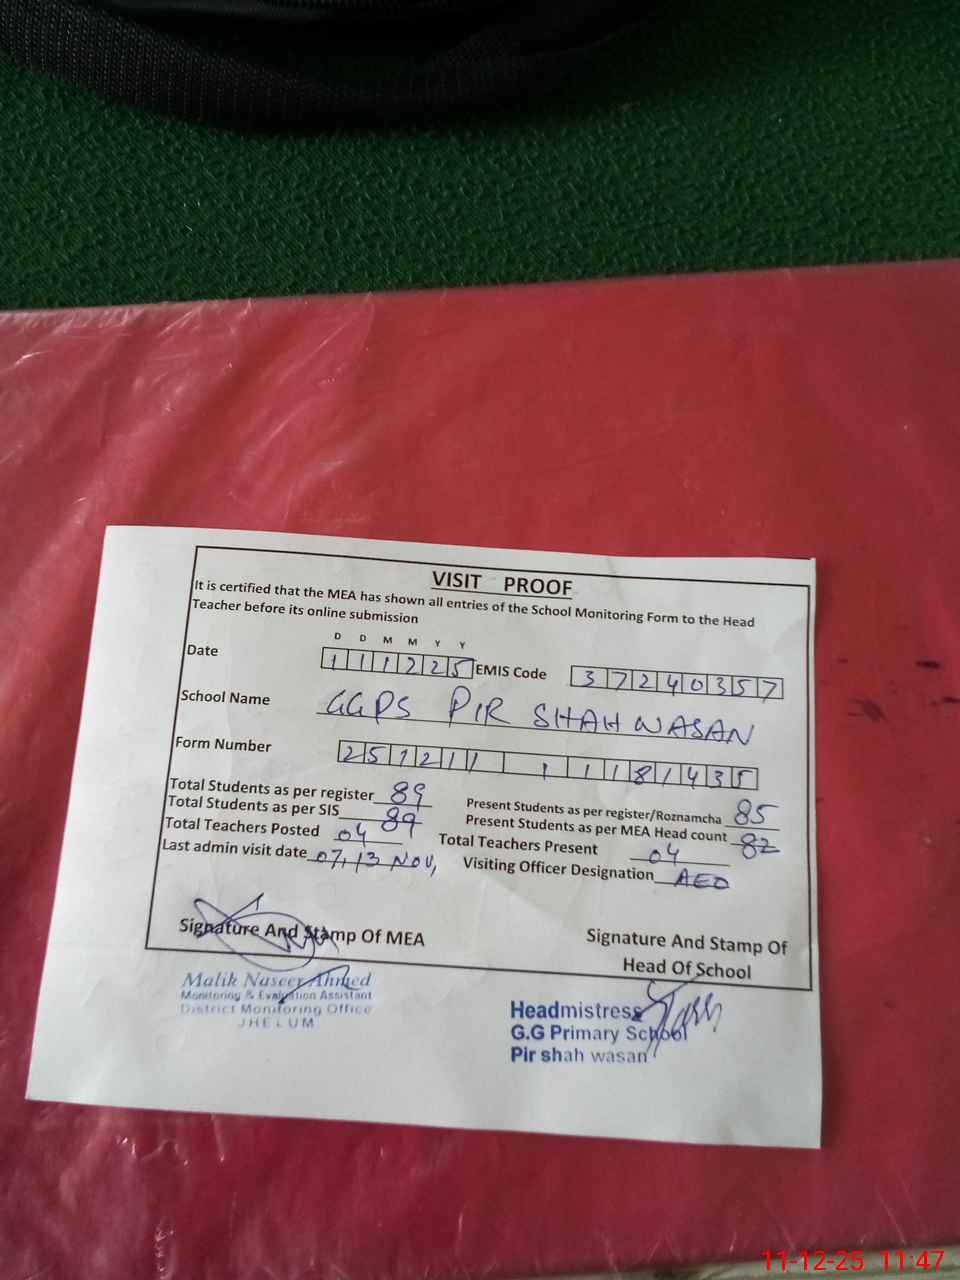 VISIT PROOF
It is certified that the MEA has shown all entries of the School Monitoring Form to the Head
Teacher before its online submission
D D M M Y Y
Date 1 1 1 2 2 5 EMIS Code 3 7 2 4 0 3 5 7
School Name GGPS PIR SHAH WASAN
Form Number 2 5 1 2 1 1 1 1 1 8 1 4 3 5
Total Students as per register 89 Present Students as per register/Roznamcha 85
Total Students as per SIS 89 Present Students as per MEA Head count 82
Total Teachers Posted 04 Total Teachers Present 04
Last admin visit date 07, 13 NOV, Visiting Officer Designation AEO
Signature And Stamp Of MEA Signature And Stamp Of
Head Of School
Malik Naseer Ahmed
Monitoring & Evaluation Assistant
District Monitoring Office
JHELUM
Headmistress
G.G Primary School
Pir shah wasan
11-12-25 11:47